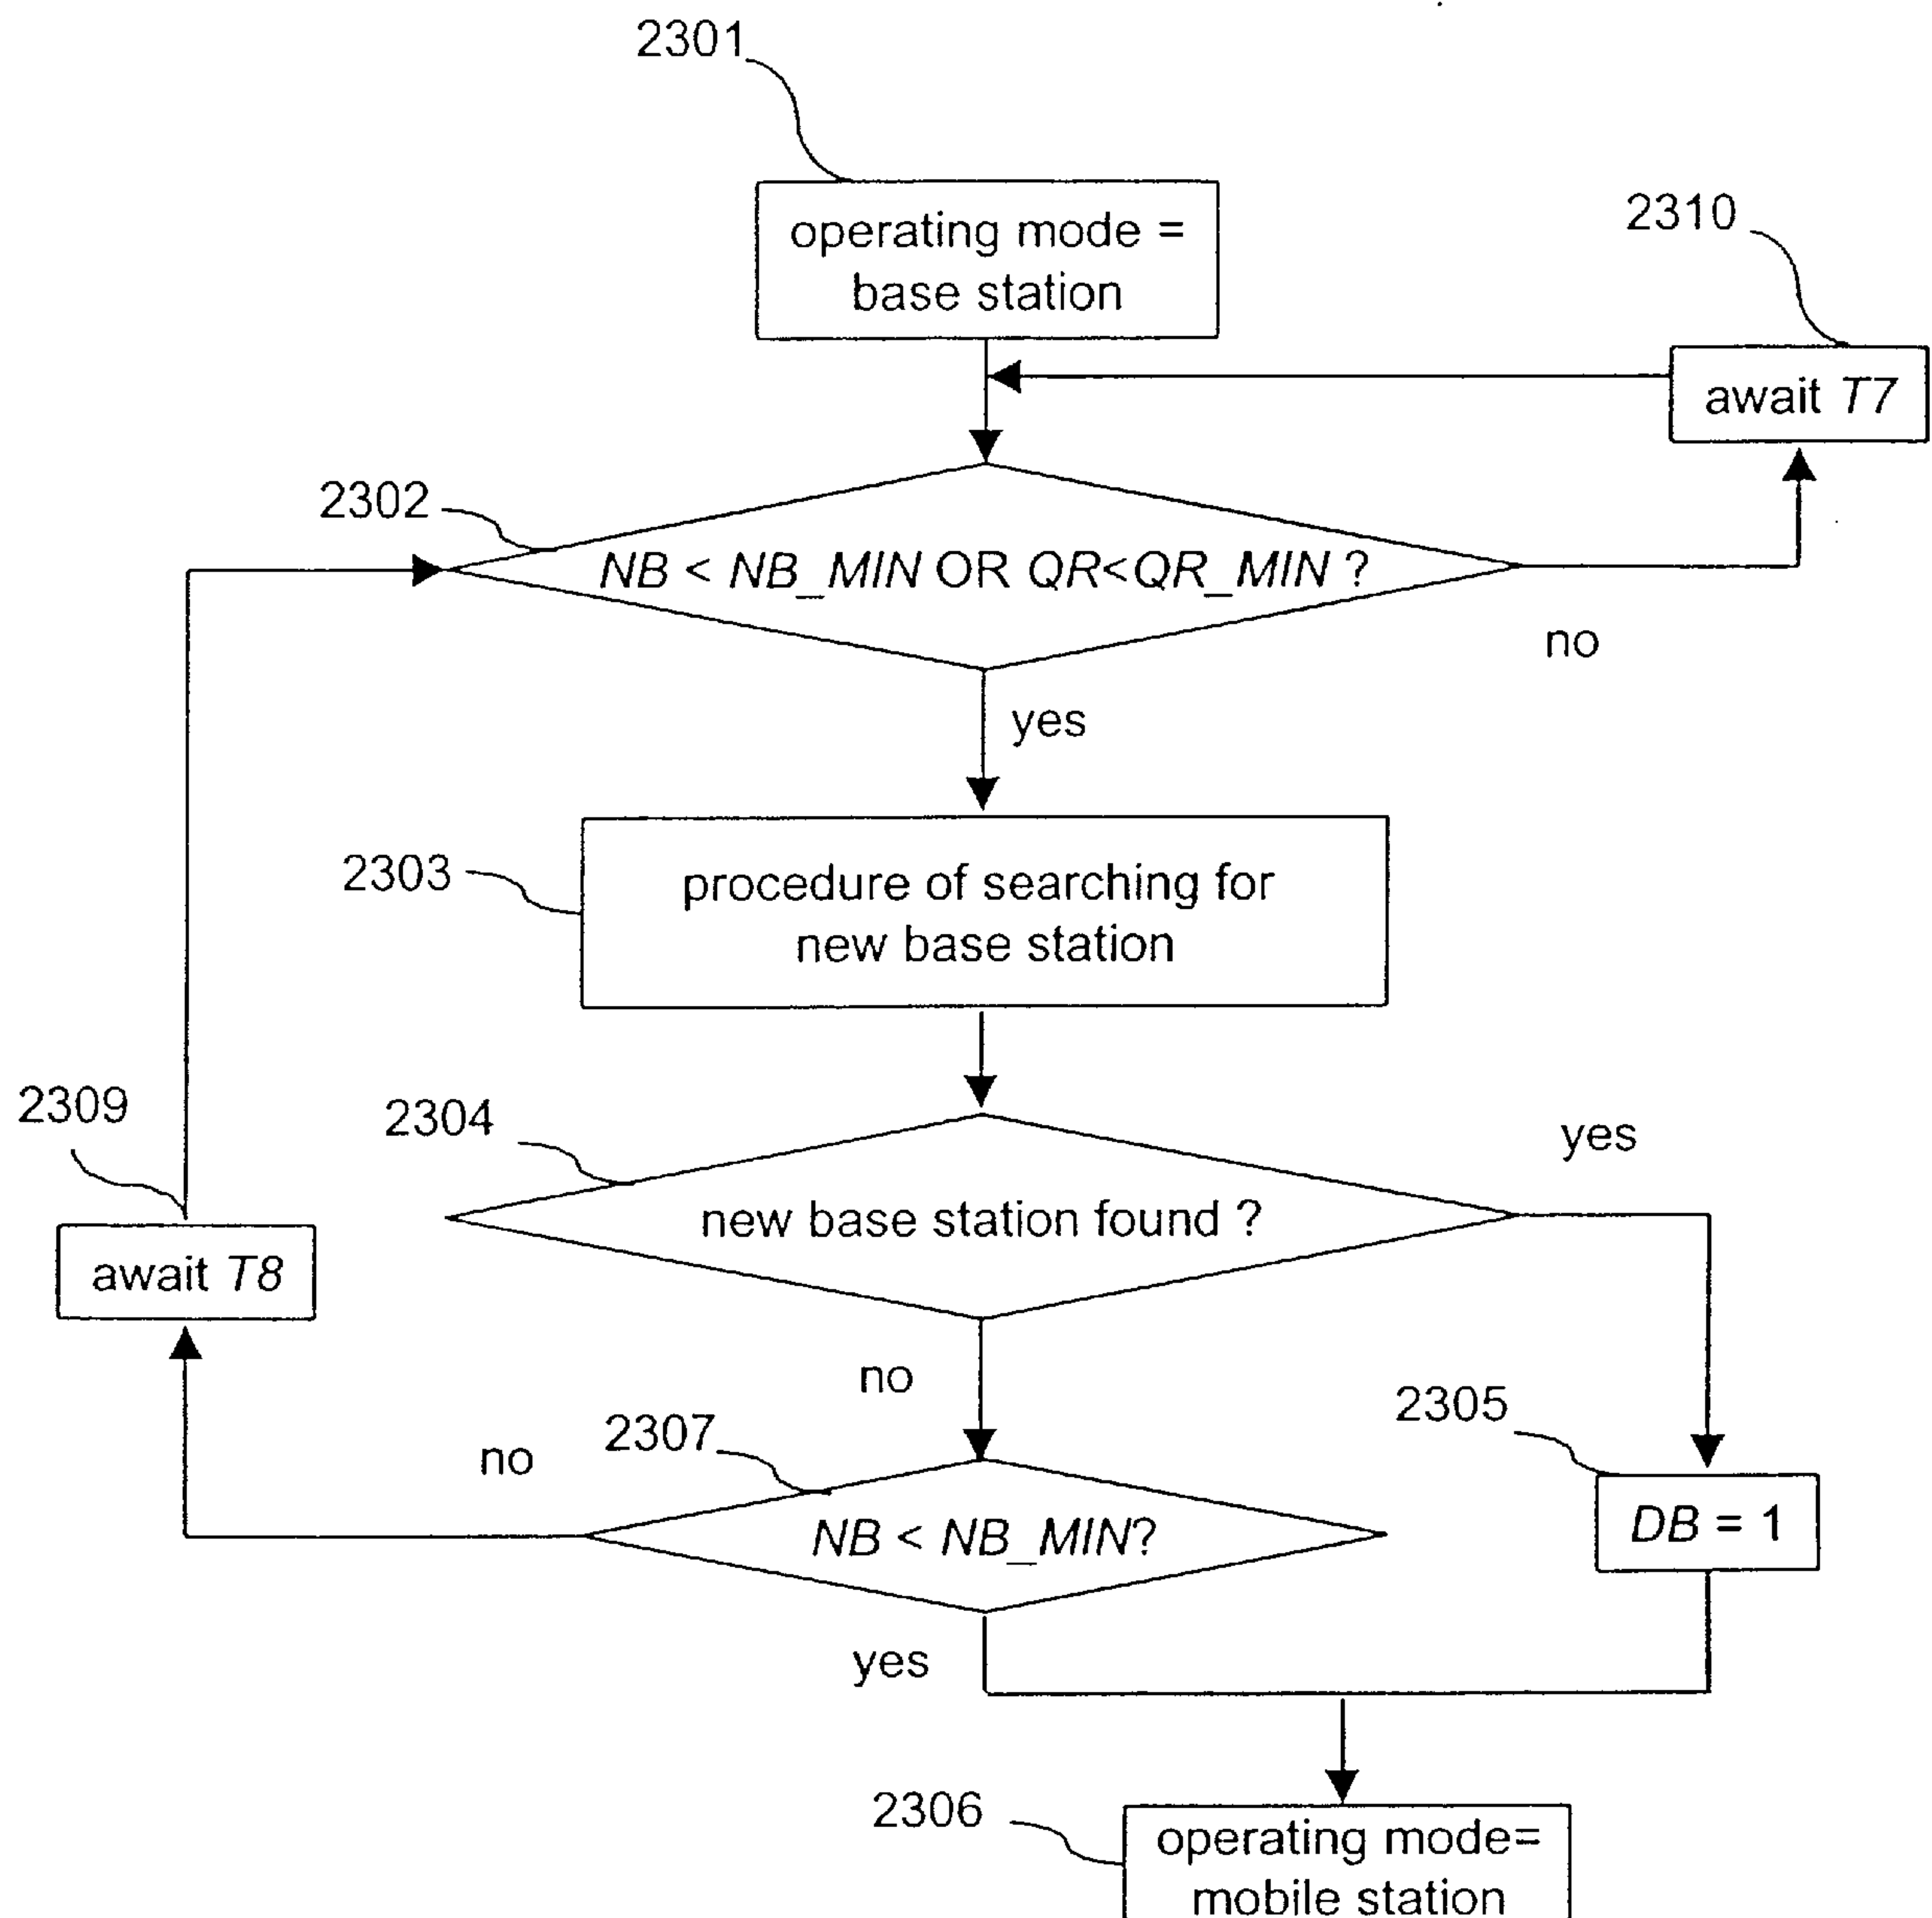 2301
operating mode =
base station
2310
await T7
2302
NB < NB_MIN OR QR<QR_MIN ?
no
yes
2303
procedure of searching for
new base station
2309
2304
yes
new base station found ?
await T8
no
2305
2307
no
NB < NB_MIN?
DB = 1
yes
2306
operating mode=
mobile station